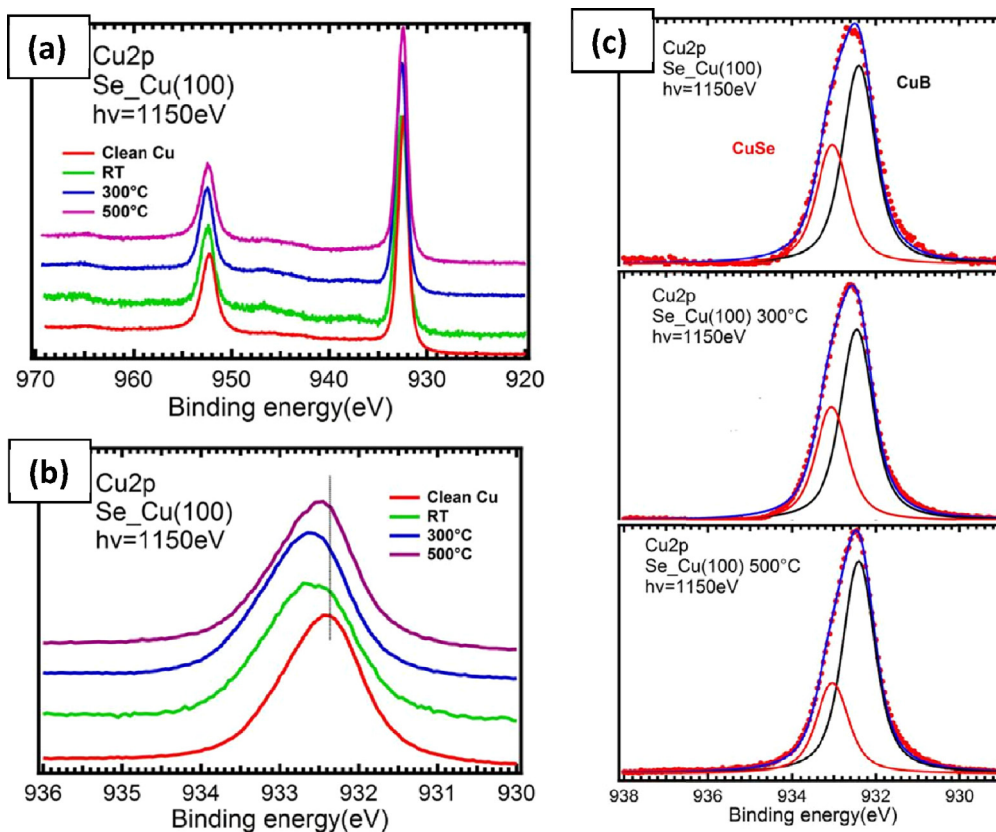 (a)
Cu2p
Se_Cu(100)
hv=1150eV
Clean Cu
RT
300°C
500°C
970 960 950 940 930 920
Binding energy(eV)
(b)
Cu2p
Se_Cu(100)
hv=1150eV
Clean Cu
RT
300°C
500°C
936 935 934 933 932 931 930
Binding energy(eV)
(c)
Cu2p
Se_Cu(100)
hv=1150eV
CuB
CuSe
Cu2p
Se_Cu(100) 300°C
hv=1150eV
Cu2p
Se_Cu(100) 500°C
hv=1150eV
938 936 934 932 930
Binding energy(eV)